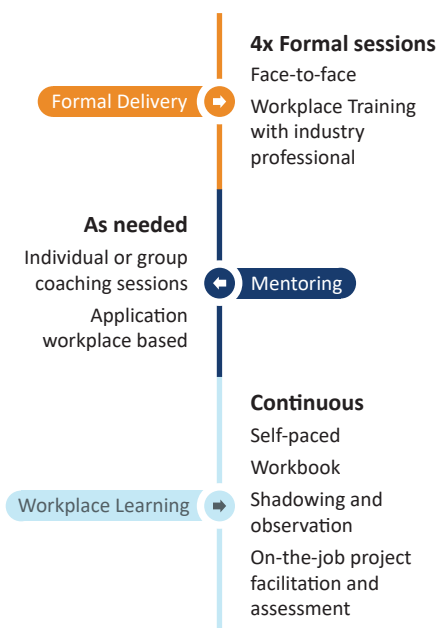 4x Formal sessions
Face-to-face
Formal Delivery
Workplace Training
with industry
professional
As needed
Individual or group
coaching sessions
Mentoring
Application
workplace based
Continuous
Self-paced
Workbook
Workplace Learning
Shadowing and
observation
On-the-job project
facilitation and
assessment